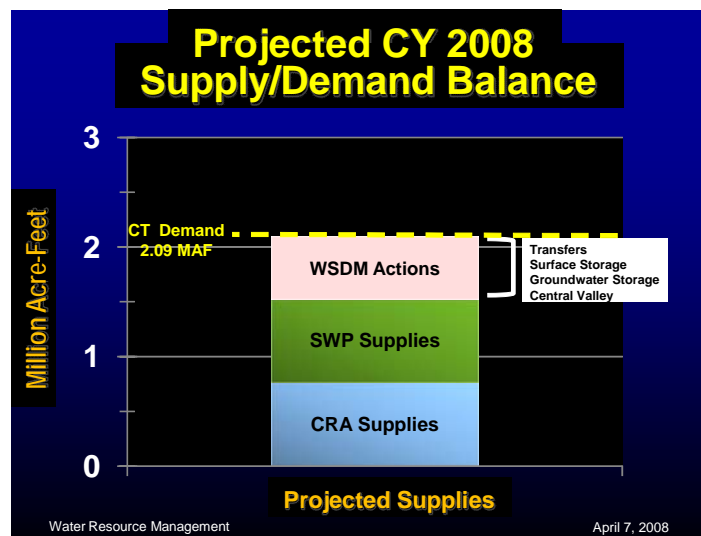 Projected CY 2008
Supply/Demand Balance
3
2
1
0
Million Acre-Feet
CT Demand
2.09 MAF
WSDM Actions
SWP Supplies
CRA Supplies
Transfers
Surface Storage
Groundwater Storage
Central Valley
Projected Supplies
Water Resource Management
April 7, 2008